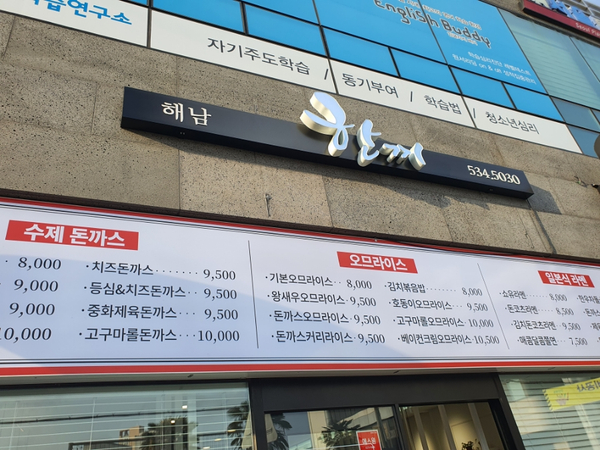 습연구소
English Buddy
자기주도학습 / 동기부여 / 학습법 / 청소년심리
해남
534.5030
수제 돈까스
8,000
9,000
9,000
10,000
·치즈돈까스 ······· 9,500
·등심&치즈돈까스 ····· 9,500
·중화제육돈까스 ····· 9,500
·고구마롤돈까스 ···· 10,000
오므라이스
·기본오므라이스 ··· 8,000
·왕새우오므라이스 ·· 9,500
·돈까스오므라이스 · 9,500
·돈까스커리라이스 · 9,500
·김치볶음밥 ······· 8,000
·호동이오므라이스 ··· 9,500
·고구마롤오므라이스 · 10,000
·베이컨크림오므라이스 · 10,500
일본식 라멘
·쇼유라멘 ······ 8,000
·돈코츠라멘 ···· 8,500
·김치돈코츠라멘 · 9,500
·매콤달콤쫄면 ·· 7,500